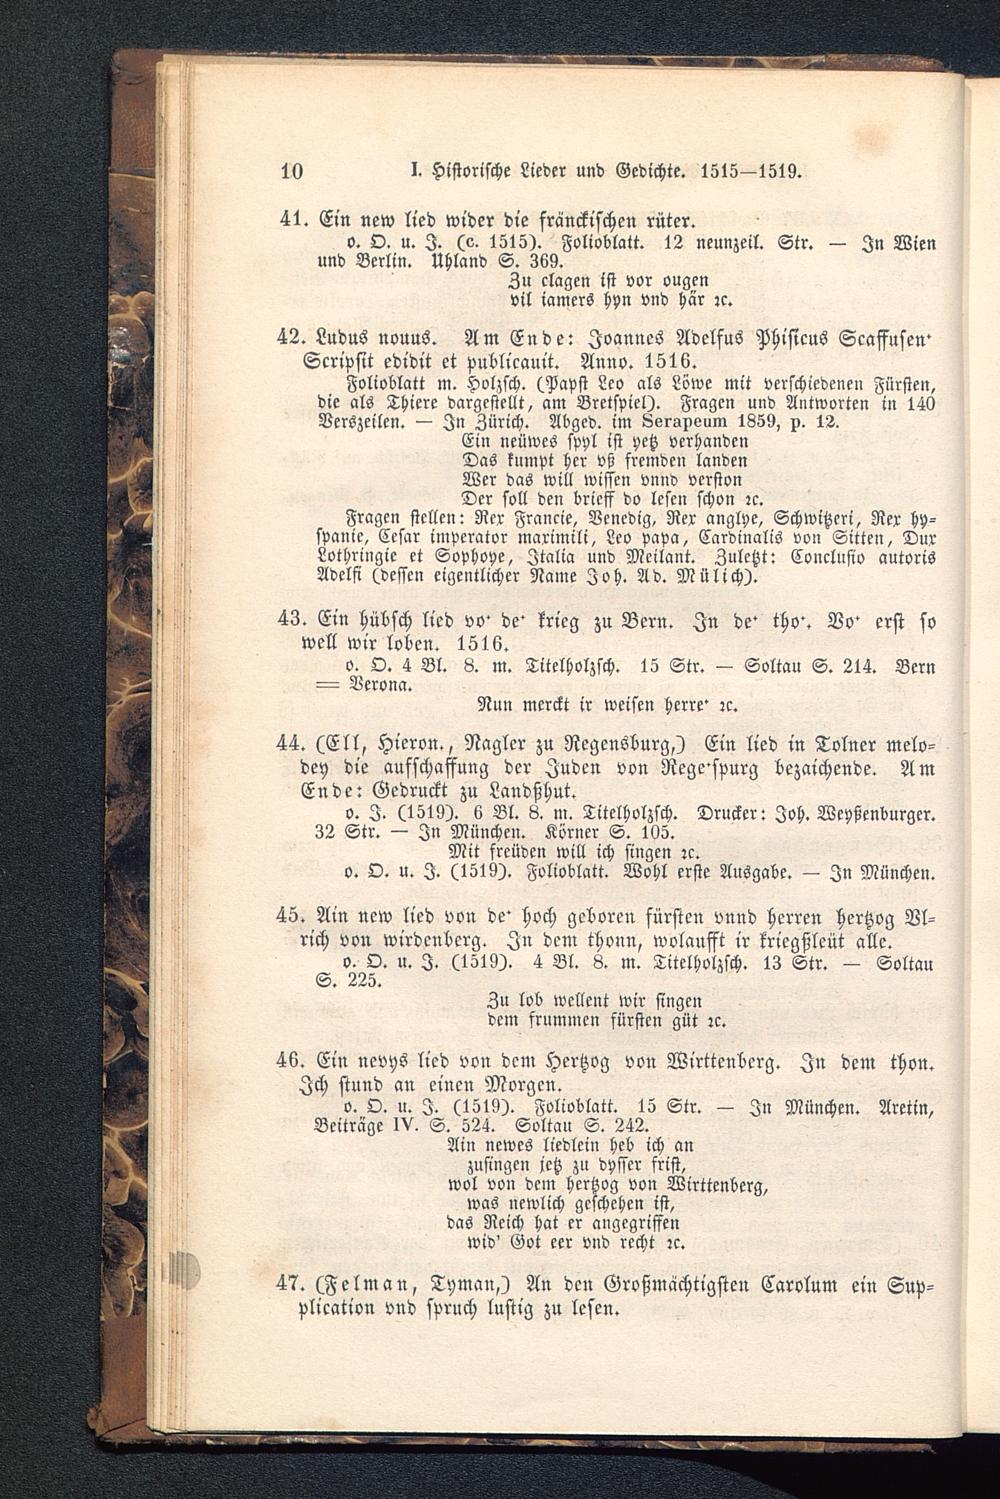 10 I. Historische Lieder und Gedichte. 1515—1519.
41. Ein new lied wider die fränckischen rüter.
o. O. u. J. (c. 1515). Folioblatt. 12 neunzeil. Str. — In Wien
und Berlin. Uhland S. 369.
Zu clagen ist vor ougen
vil iamers hyn vnd här ꝛc.
42. Ludus nouus. Am Ende: Joannes Adelfus Phisicus Scaffusen·
Scripsit edidit et publicauit. Anno. 1516.
Folioblatt m. Holzsch. (Papst Leo als Löwe mit verschiedenen Fürsten,
die als Thiere dargestellt, am Bretspiel). Fragen und Antworten in 140
Verszeilen. — In Zürich. Abged. im Serapeum 1859, p. 12.
Ein neüwes spyl ist yetz verhanden
Das kumpt her vß fremden landen
Wer das will wissen vnnd verston
Der soll den brieff do lesen schon ꝛc.
Fragen stellen: Rex Francie, Venedig, Rex anglye, Schwitzeri, Rex hy=
spanie, Cesar imperator maximili, Leo papa, Cardinalis von Sitten, Dux
Lothringie et Sophoye, Italia und Meilant. Zuletzt: Conclusio autoris
Adelfi (dessen eigentlicher Name Joh. Ad. Mülich).
43. Ein hübsch lied vo· de· krieg zu Bern. In de· tho·. Vo· erst so
well wir loben. 1516.
o. O. 4 Bl. 8. m. Titelholzsch. 15 Str. — Soltau S. 214. Bern
= Verona.
Nun merckt ir weisen herre· ꝛc.
44. (Ell, Hieron., Nagler zu Regensburg,) Ein lied in Tolner melo=
dey die aufschaffung der Juden von Rege·spurg bezaichende. Am
Ende: Gedruckt zu Landßhut.
o. J. (1519). 6 Bl. 8. m. Titelholzsch. Drucker: Joh. Weyßenburger.
32 Str. — In München. Körner S. 105.
Mit freüden will ich singen ꝛc.
o. O. u. J. (1519). Folioblatt. Wohl erste Ausgabe. — In München.
45. Ain new lied von de· hoch geboren fürsten vnnd herren hertzog Vl=
rich von wirdenberg. In dem thonn, wolaufft ir kriegßleüt alle.
o. O. u. J. (1519). 4 Bl. 8. m. Titelholzsch. 13 Str. — Soltau
S. 225.
Zu lob wellent wir singen
dem frummen fürsten güt ꝛc.
46. Ein nevys lied von dem Hertzog von Wirttenberg. In dem thon.
Ich stund an einen Morgen.
o. O. u. J. (1519). Folioblatt. 15 Str. — In München. Aretin,
Beiträge IV. S. 524. Soltau S. 242.
Ain newes liedlein heb ich an
zusingen jetz zu dysser frist,
wol von dem hertzog von Wirttenberg,
was newlich geschehen ist,
das Reich hat er angegriffen
wid' Got eer vnd recht ꝛc.
47. (Felman, Tyman,) An den Großmächtigsten Carolum ein Sup=
plication vnd spruch lustig zu lesen.